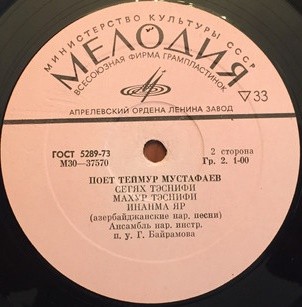 МИНИСТЕРСТВО КУЛЬТУРЫ СССР
МЕЛОДИЯ
ВСЕСОЮЗНАЯ ФИРМА ГРАМПЛАСТИНОК
АПРЕЛЕВСКИЙ ОРДЕНА ЛЕНИНА ЗАВОД
▽33
ГОСТ 5289-73
М30—37570
2 сторона
Гр. 2. 1-00
ПОЕТ ТЕЙМУР МУСТАФАЕВ
СЕГЯХ ТЭСНИФИ
МАХУР ТЭСНИФИ
ИНАНМА ЯР
(азербайджанские нар. песни)
Ансамбль нар. инстр.
п. у. Г. Байрамова